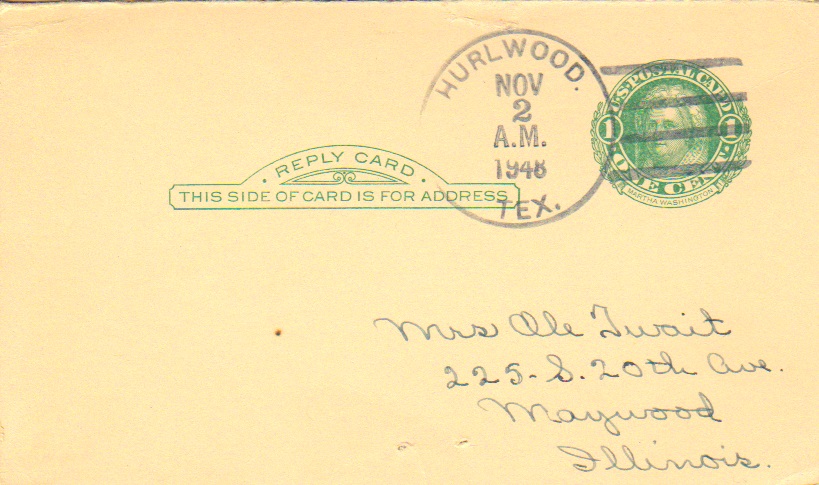 HURLWOOD.
NOV
2
A.M.
1948
TEX.
U.S. POSTAL CARD
1 1
ONE CENT
MARTHA WASHINGTON
· REPLY CARD ·
THIS SIDE OF CARD IS FOR ADDRESS
Mrs Ole Twait
225- S. 20th Ave.
Maywood
Illinois.